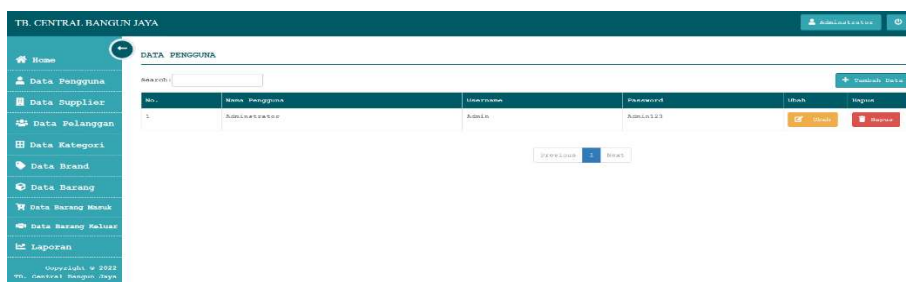 TB. CENTRAL BANGUN JAYA
Adminstrator
Home
Data Pengguna
Data Supplier
Data Pelanggan
Data Kategori
Data Brand
Data Barang
Data Barang Masuk
Data Barang Keluar
Laporan
Copyright © 2022
TB. Central Bangun Jaya
DATA PENGGUNA
Search:
+ Tambah Data
No. Nama Pengguna Username Password Ubah Hapus
1 Adminstrator Admin Admin123 Ubah Hapus
Previous 1 Next